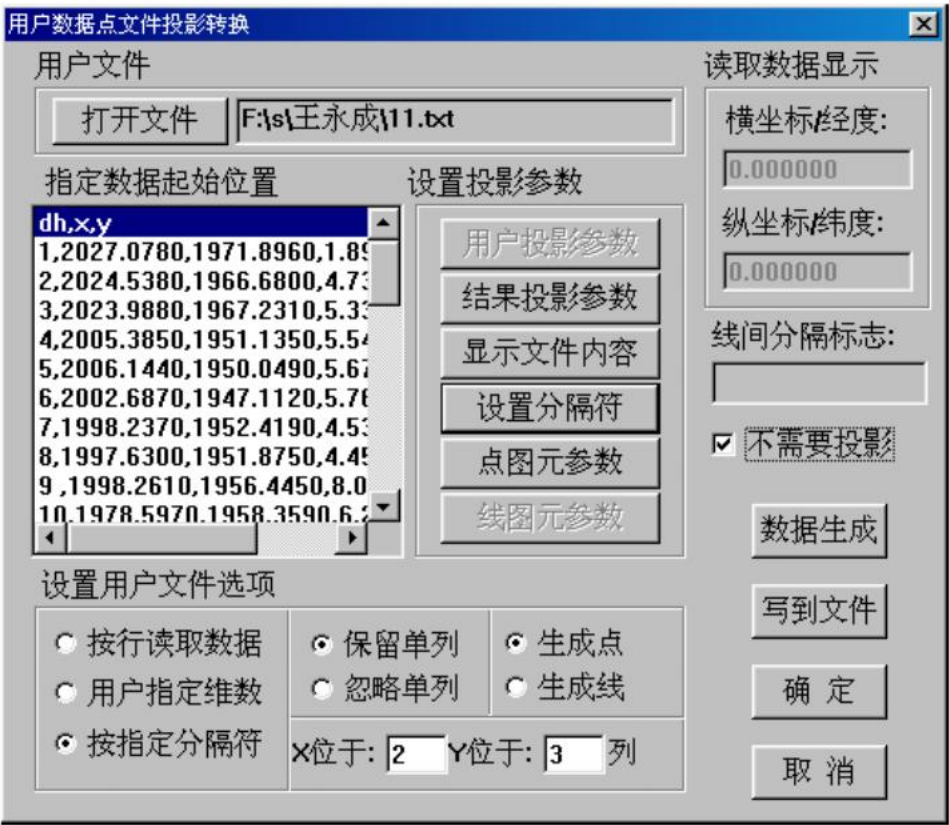 用户数据点文件投影转换
用户文件
打开文件
F:\s\王永成\11.txt
指定数据起始位置
dh,x,y
1,2027.0780,1971.8960,1.89
2,2024.5380,1966.6800,4.73
3,2023.9880,1967.2310,5.33
4,2005.3850,1951.1350,5.54
5,2006.1440,1950.0490,5.67
6,2002.6870,1947.1120,5.76
7,1998.2370,1952.4190,4.53
8,1997.6300,1951.8750,4.45
9 ,1998.2610,1956.4450,8.0
10,1978.5970,1958.3590,6.2
设置投影参数
用户投影参数
结果投影参数
显示文件内容
设置分隔符
点图元参数
线图元参数
读取数据显示
横坐标/经度:
0.000000
纵坐标/纬度:
0.000000
线间分隔标志:
不需要投影
设置用户文件选项
按行读取数据
用户指定维数
按指定分隔符
保留单列
忽略单列
生成点
生成线
X位于: 2 Y位于: 3 列
数据生成
写到文件
确 定
取 消